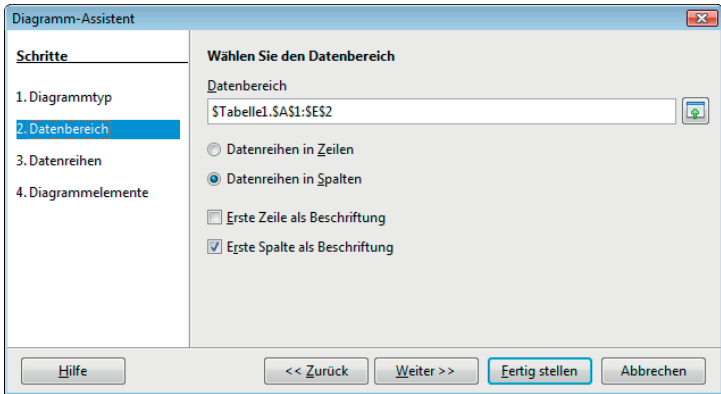 Diagramm-Assistent
Schritte
1. Diagrammtyp
2. Datenbereich
3. Datenreihen
4. Diagrammelemente
Wählen Sie den Datenbereich
Datenbereich
$Tabelle1.$A$1:$E$2
Datenreihen in Zeilen
Datenreihen in Spalten
Erste Zeile als Beschriftung
Erste Spalte als Beschriftung
Hilfe
<< Zurück
Weiter >>
Fertig stellen
Abbrechen